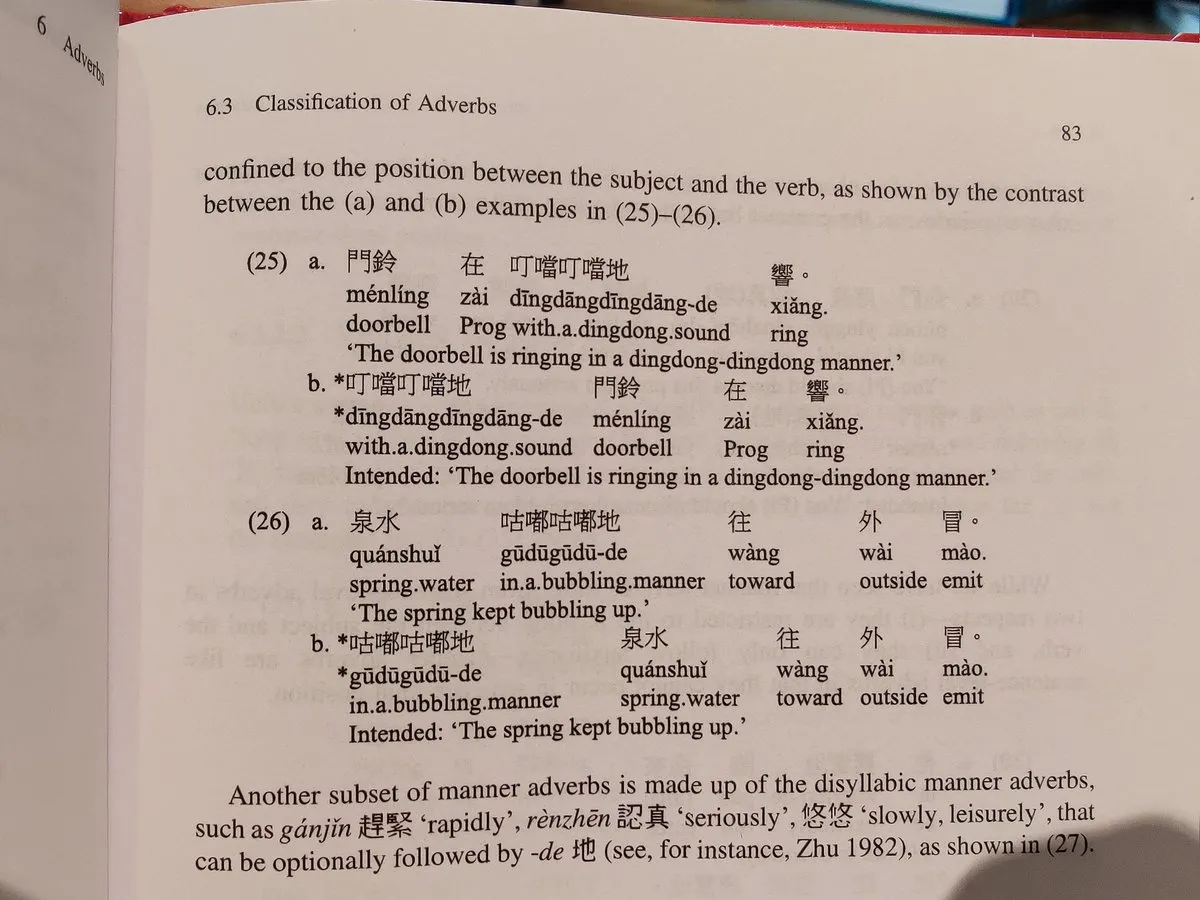 6 Adverbs
6.3 Classification of Adverbs
83
confined to the position between the subject and the verb, as shown by the contrast
between the (a) and (b) examples in (25)–(26).
(25) a. 門鈴 在 叮噹叮噹地 響。
ménlíng zài dīngdāngdīngdāng-de xiǎng.
doorbell Prog with.a.dingdong.sound ring
‘The doorbell is ringing in a dingdong-dingdong manner.’
b. *叮噹叮噹地 門鈴 在 響。
*dīngdāngdīngdāng-de ménlíng zài xiǎng.
with.a.dingdong.sound doorbell Prog ring
Intended: ‘The doorbell is ringing in a dingdong-dingdong manner.’
(26) a. 泉水 咕嘟咕嘟地 往 外 冒。
quánshuǐ gūdūgūdū-de wàng wài mào.
spring.water in.a.bubbling.manner toward outside emit
‘The spring kept bubbling up.’
b. *咕嘟咕嘟地 泉水 往 外 冒。
*gūdūgūdū-de quánshuǐ wàng wài mào.
in.a.bubbling.manner spring.water toward outside emit
Intended: ‘The spring kept bubbling up.’
Another subset of manner adverbs is made up of the disyllabic manner adverbs,
such as gánjǐn 趕緊 ‘rapidly’, rènzhēn 認真 ‘seriously’, 悠悠 ‘slowly, leisurely’, that
can be optionally followed by -de 地 (see, for instance, Zhu 1982), as shown in (27).